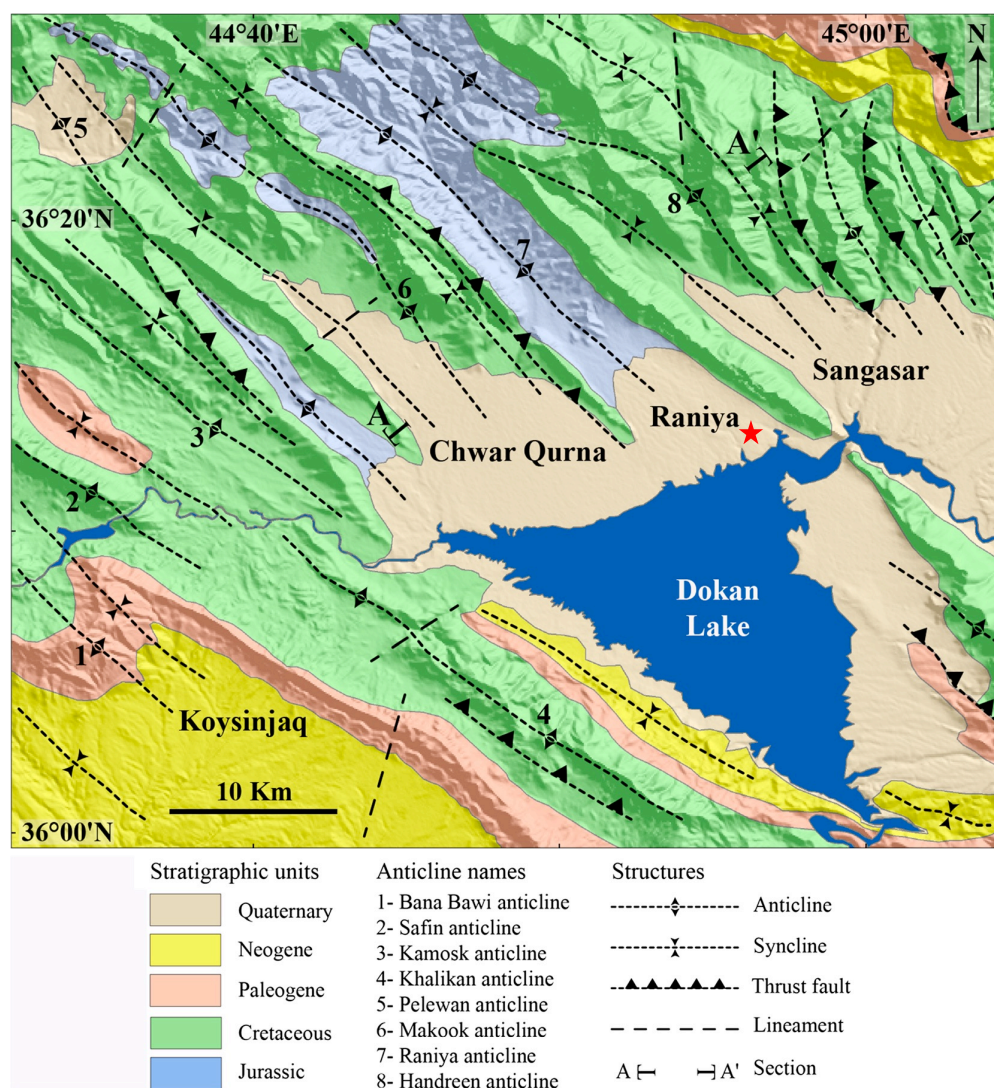 44°40'E
45°00'E
N
5
A'
36°20'N
8
7
6
Sangasar
A
Raniya
3
Chwar Qurna
2
Dokan
Lake
1
Koysinjaq
4
10 Km
36°00'N
Stratigraphic units
Quaternary
Neogene
Paleogene
Cretaceous
Jurassic
Anticline names
1- Bana Bawi anticline
2- Safin anticline
3- Kamosk anticline
4- Khalikan anticline
5- Pelewan anticline
6- Makook anticline
7- Raniya anticline
8- Handreen anticline
Structures
Anticline
Syncline
Thrust fault
Lineament
A A' Section